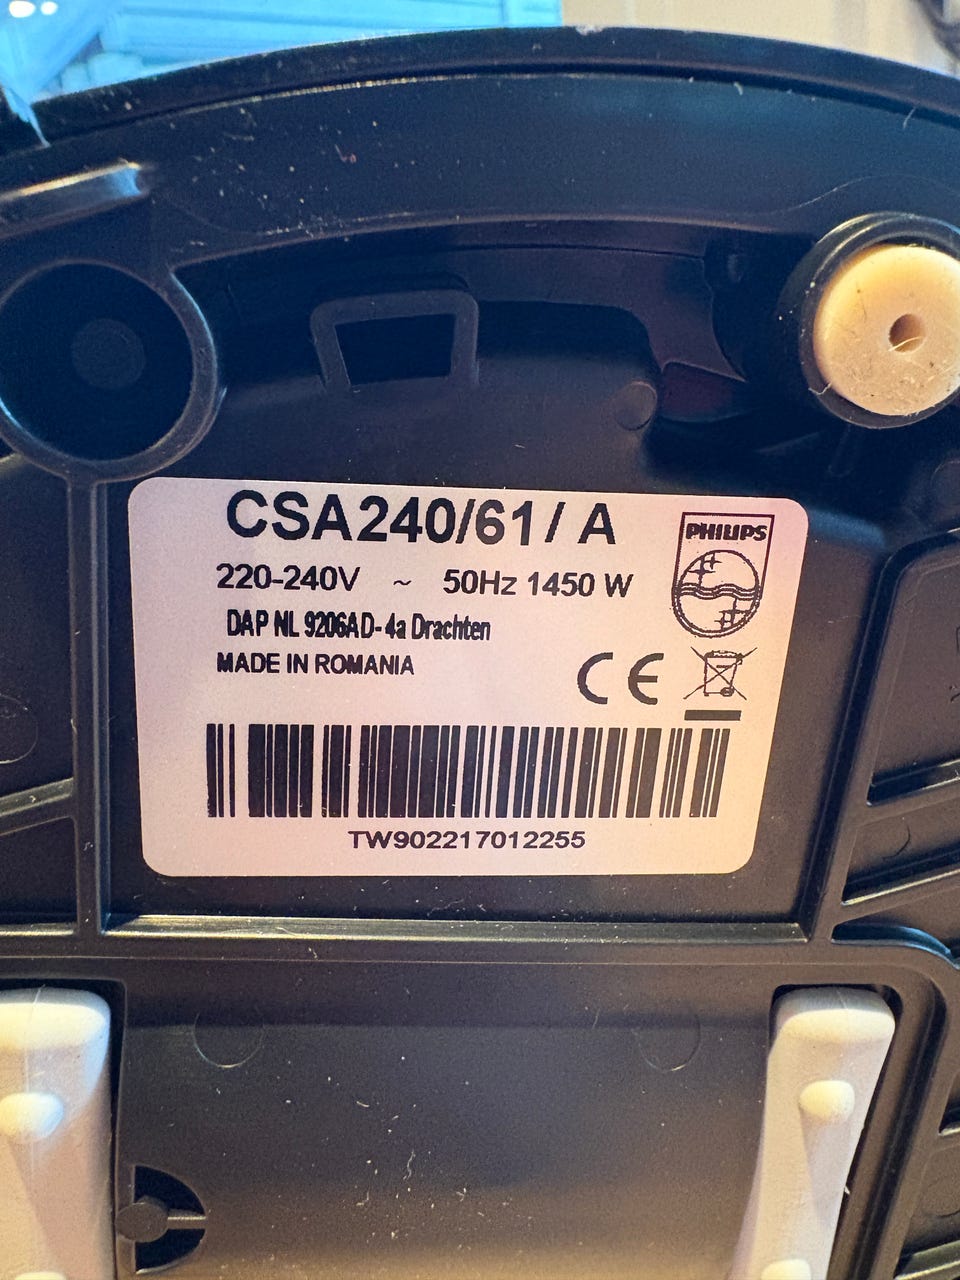 CSA240/61/A
PHILIPS
220-240V ~ 50Hz 1450 W
DAP NL 9206AD-4a Drachten
MADE IN ROMANIA
CE
TW902217012255